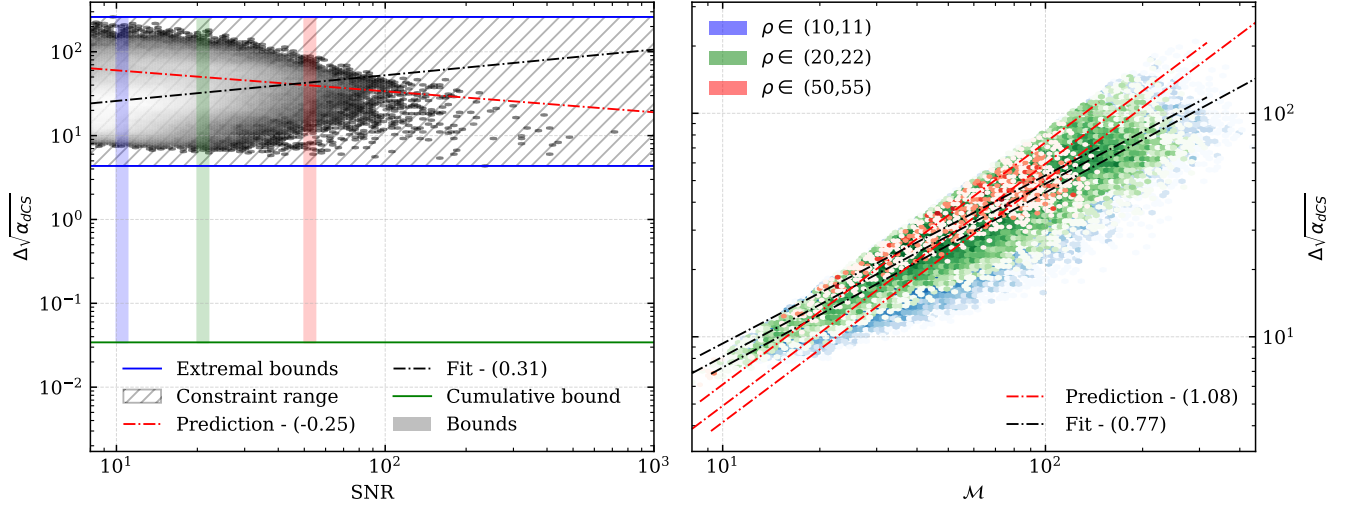 10²
10¹
10⁰
10⁻¹
10⁻²
Δ√α_dCS
Extremal bounds
Constraint range
Prediction - (-0.25)
Fit - (0.31)
Cumulative bound
Bounds
10¹
10²
10³
SNR
ρ ∈ (10,11)
ρ ∈ (20,22)
ρ ∈ (50,55)
10²
10¹
Δ√α_dCS
Prediction - (1.08)
Fit - (0.77)
10¹
10²
ℳ